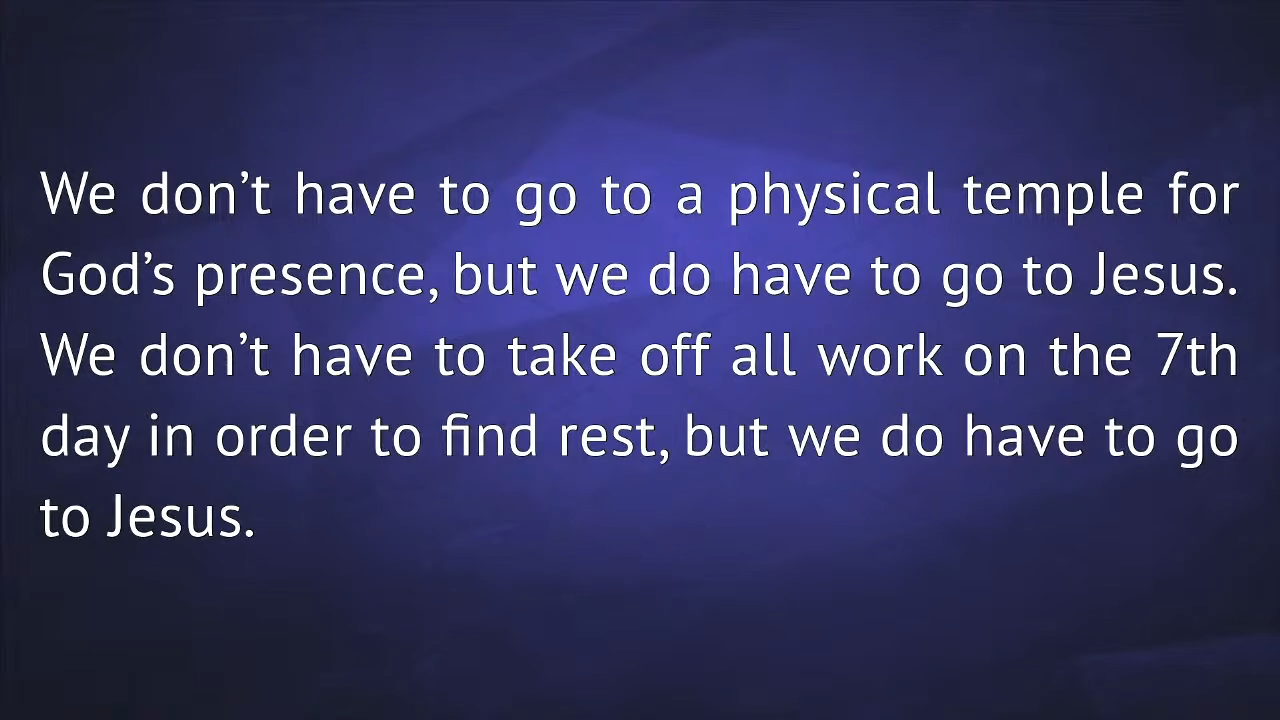 We don’t have to go to a physical temple for
God’s presence, but we do have to go to Jesus.
We don’t have to take off all work on the 7th
day in order to find rest, but we do have to go
to Jesus.